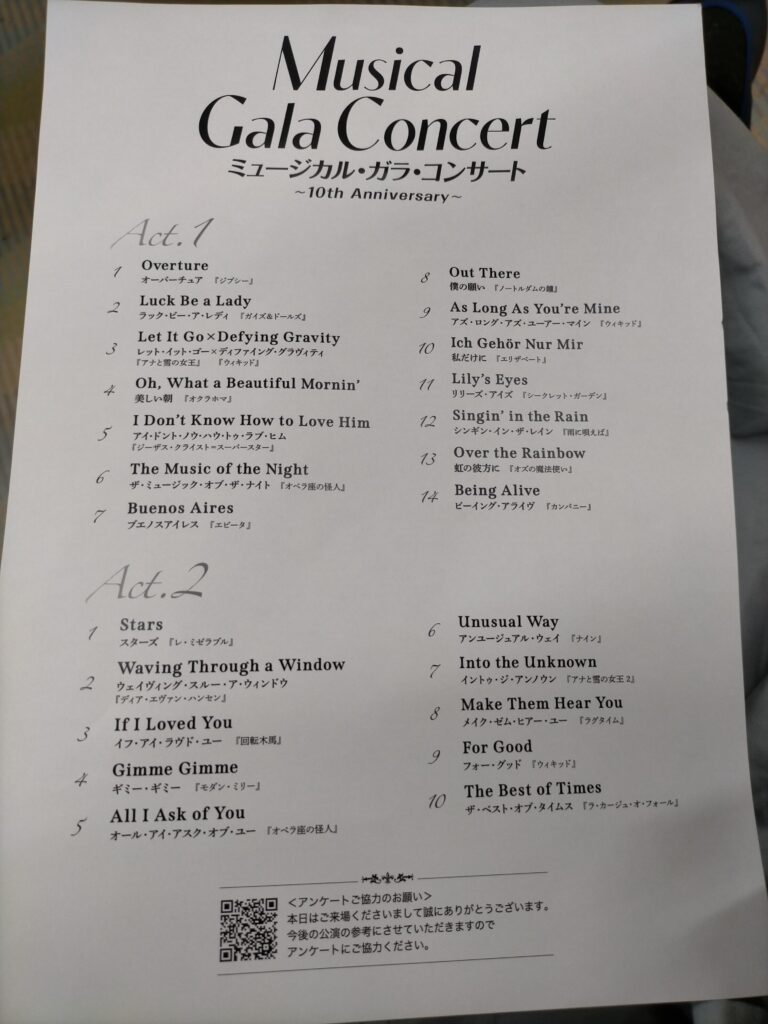 Musical
Gala Concert
ミュージカル・ガラ・コンサート
~10th Anniversary~
Act.1
1 Overture
オーバーチュア 『ジプシー』
2 Luck Be a Lady
ラック・ビー・ア・レディ 『ガイズ&ドールズ』
3 Let It Go×Defying Gravity
レット・イット・ゴー×ディファイング・グラヴィティ
『アナと雪の女王』 『ウィキッド』
4 Oh, What a Beautiful Mornin'
美しい朝 『オクラホマ』
5 I Don't Know How to Love Him
アイ・ドント・ノウ・ハウ・トゥ・ラブ・ヒム
『ジーザス・クライスト=スーパースター』
6 The Music of the Night
ザ・ミュージック・オブ・ザ・ナイト 『オペラ座の怪人』
7 Buenos Aires
ブエノスアイレス 『エビータ』
8 Out There
僕の願い 『ノートルダムの鐘』
9 As Long As You're Mine
アズ・ロング・アズ・ユーアー・マイン 『ウィキッド』
10 Ich Gehör Nur Mir
私だけに 『エリザベート』
11 Lily's Eyes
リリーズ・アイズ 『シークレット・ガーデン』
12 Singin' in the Rain
シンギン・イン・ザ・レイン 『雨に唄えば』
13 Over the Rainbow
虹の彼方に 『オズの魔法使い』
14 Being Alive
ビーイング・アライヴ 『カンパニー』
Act.2
1 Stars
スターズ 『レ・ミゼラブル』
2 Waving Through a Window
ウェイヴィング・スルー・ア・ウィンドウ
『ディア・エヴァン・ハンセン』
3 If I Loved You
イフ・アイ・ラヴド・ユー 『回転木馬』
4 Gimme Gimme
ギミー・ギミー 『モダン・ミリー』
5 All I Ask of You
オール・アイ・アスク・オブ・ユー 『オペラ座の怪人』
6 Unusual Way
アンユージュアル・ウェイ 『ナイン』
7 Into the Unknown
イントゥ・ジ・アンノウン 『アナと雪の女王2』
8 Make Them Hear You
メイク・ゼム・ヒアー・ユー 『ラグタイム』
9 For Good
フォー・グッド 『ウィキッド』
10 The Best of Times
ザ・ベスト・オブ・タイムス 『ラ・カージュ・オ・フォール』
<アンケートご協力のお願い>
本日はご来場くださいまして誠にありがとうございます。
今後の公演の参考にさせていただきますので
アンケートにご協力ください。